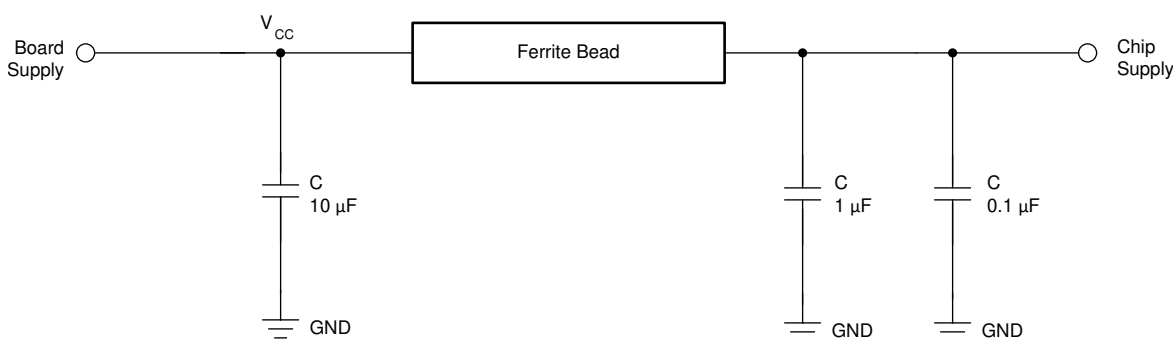 V CC
Board
Supply
Ferrite Bead
Chip
Supply
C
10 µF
C
1 µF
C
0.1 µF
GND
GND
GND